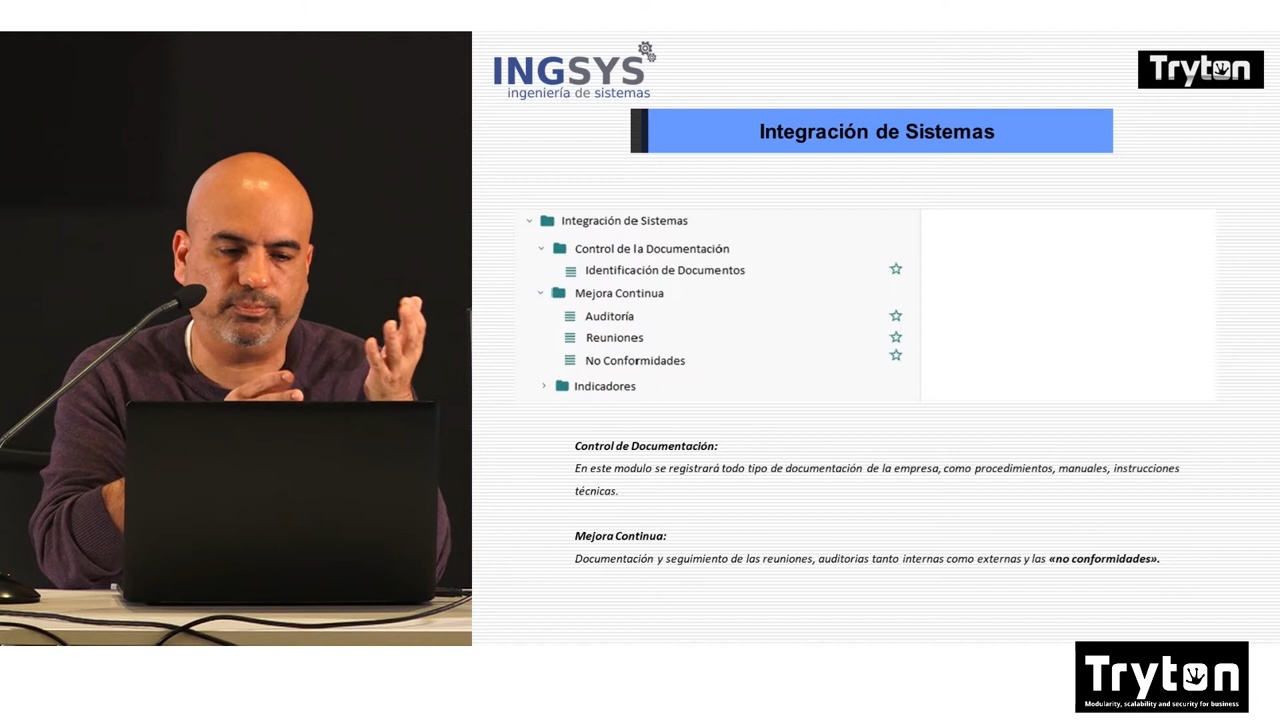 INGSYS
ingeniería de sistemas
Tryton
Integración de Sistemas
Integración de Sistemas
Control de la Documentación
Identificación de Documentos
Mejora Continua
Auditoría
Reuniones
No Conformidades
Indicadores
Control de Documentación:
En este modulo se registrará todo tipo de documentación de la empresa, como procedimientos, manuales, instrucciones
técnicas.
Mejora Continua:
Documentación y seguimiento de las reuniones, auditorias tanto internas como externas y las «no conformidades».
Tryton
Modularity, scalability and security for business